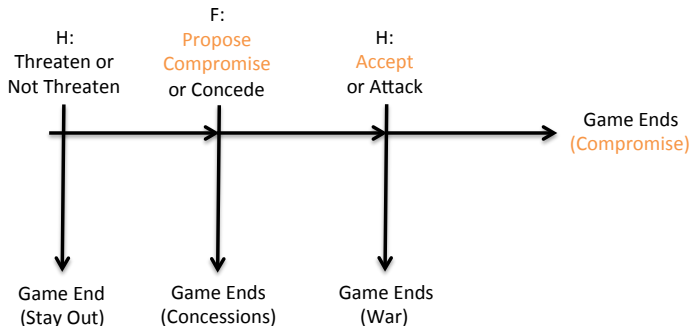 H:
Threaten or
Not Threaten
F:
Propose
Compromise
or Concede
H:
Accept
or Attack
Game Ends
(Compromise)
Game End
(Stay Out)
Game Ends
(Concessions)
Game Ends
(War)